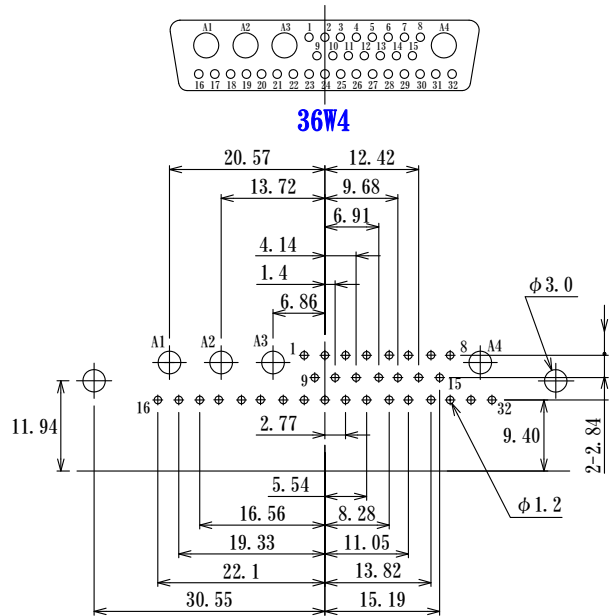 A1 A2 A3 1 2 3 4 5 6 7 8 A4
9 10 11 12 13 14 15
16 17 18 19 20 21 22 23 24 25 26 27 28 29 30 31 32
36W4
20.57 12.42
13.72 9.68
6.91
4.14
1.4 φ3.0
6.86
A1 A2 A3 1 8 A4
9 15
16 32
11.94 2.77 9.40 2-2.84
5.54
16.56 8.28 φ1.2
19.33 11.05
22.1 13.82
30.55 15.19